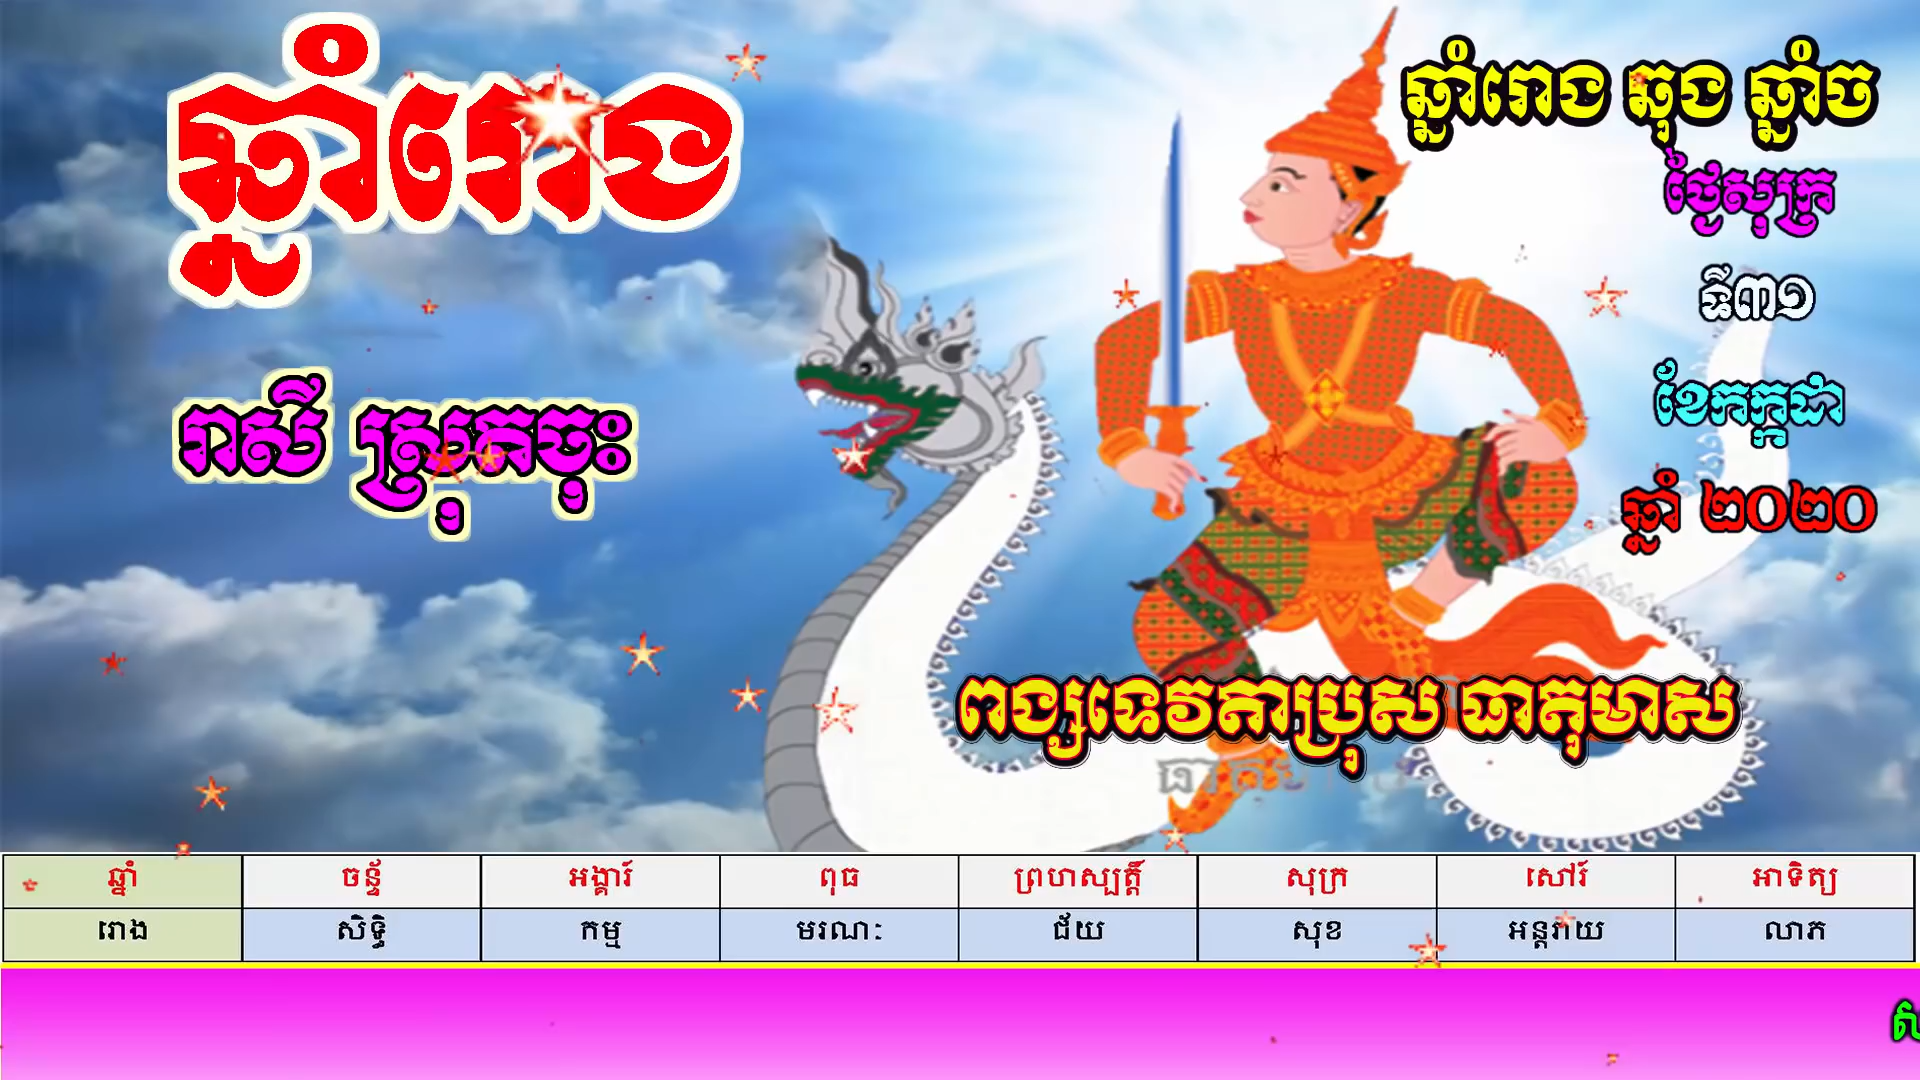 ឆ្នាំរោង
រាសី ស្រុតចុះ
ឆ្នាំរោង ឆុង ឆ្នាំច
ថ្ងៃសុក្រ
ទី៣១
ខែកក្កដា
ឆ្នាំ ២០២០
ពង្សទេវតាប្រុស ធាតុមាស
ឆ្នាំ ចន្ទ័ អង្គារ៍ ពុធ ព្រហស្បត្តិ៍ សុក្រ សៅរ៍ អាទិត្យ
រោង សិទ្ធិ កម្ម មរណៈ ជ័យ សុខ អន្តរាយ លាភ